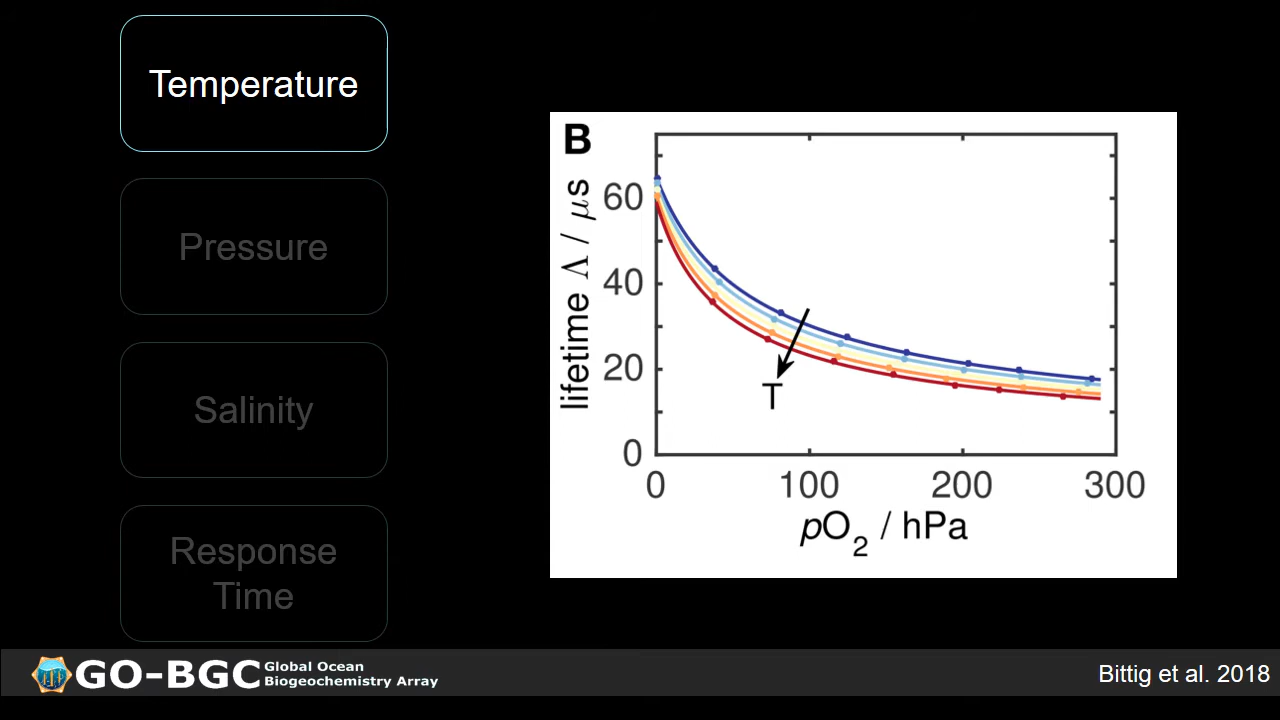 Temperature
Pressure
Salinity
Response
Time
B
lifetime Λ / μs
60
40
20
0
0 100 200 300
pO2 / hPa
T
GO-BGC
Global Ocean
Biogeochemistry Array
Bittig et al. 2018